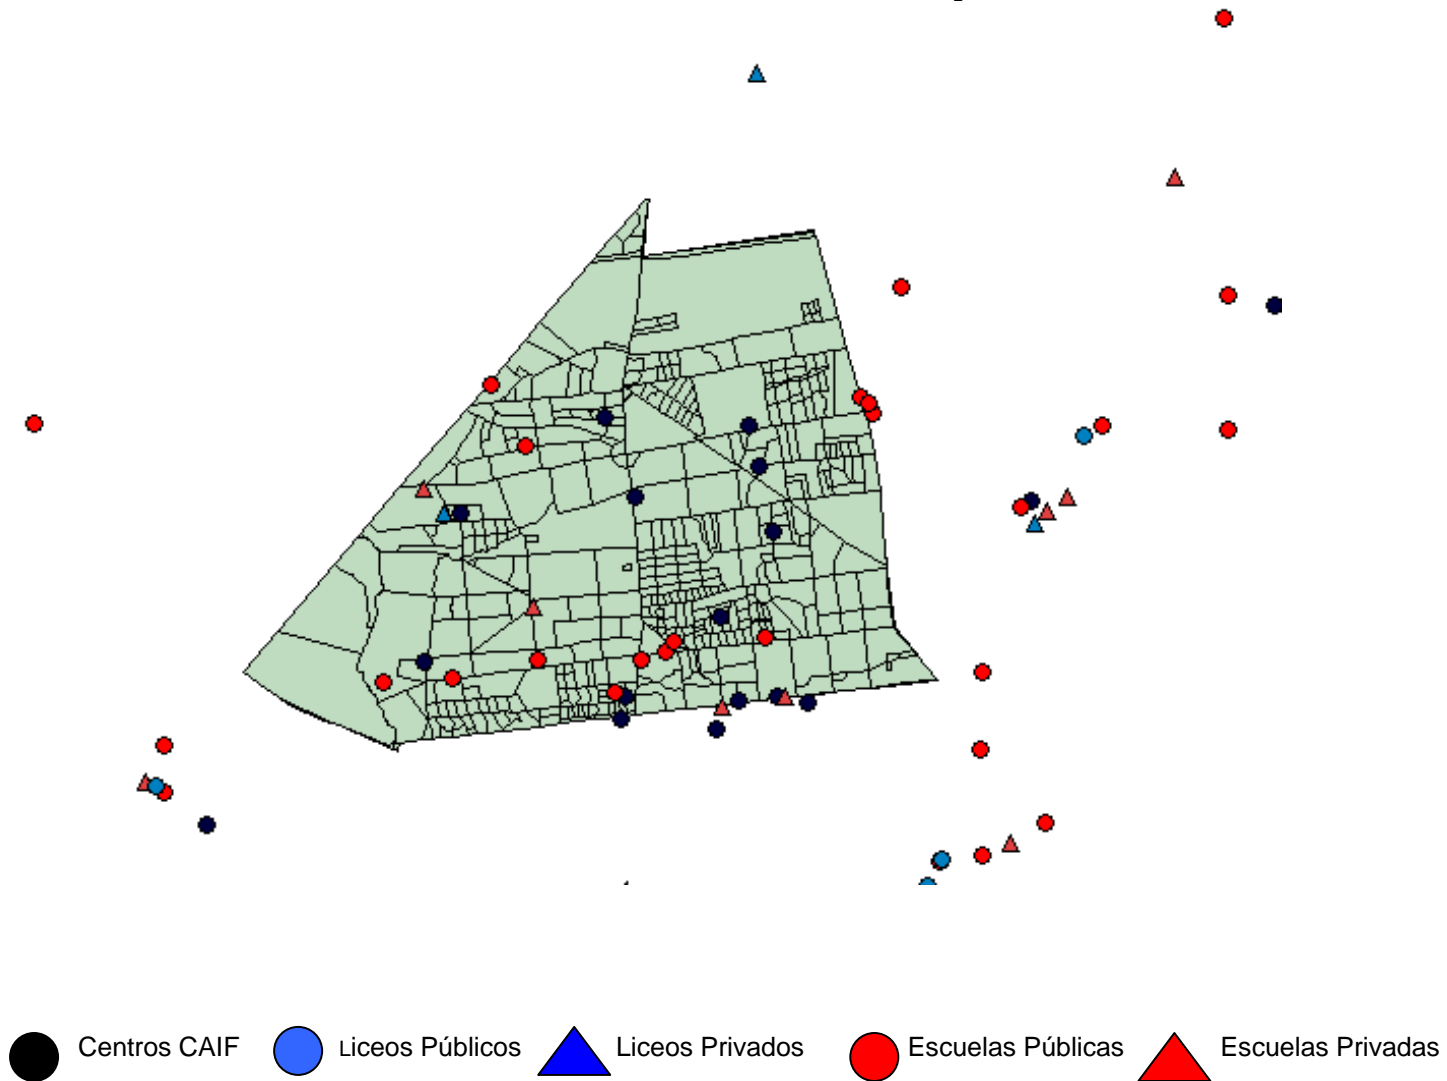 Centros CAIF
Liceos Públicos
Liceos Privados
Escuelas Públicas
Escuelas Privadas